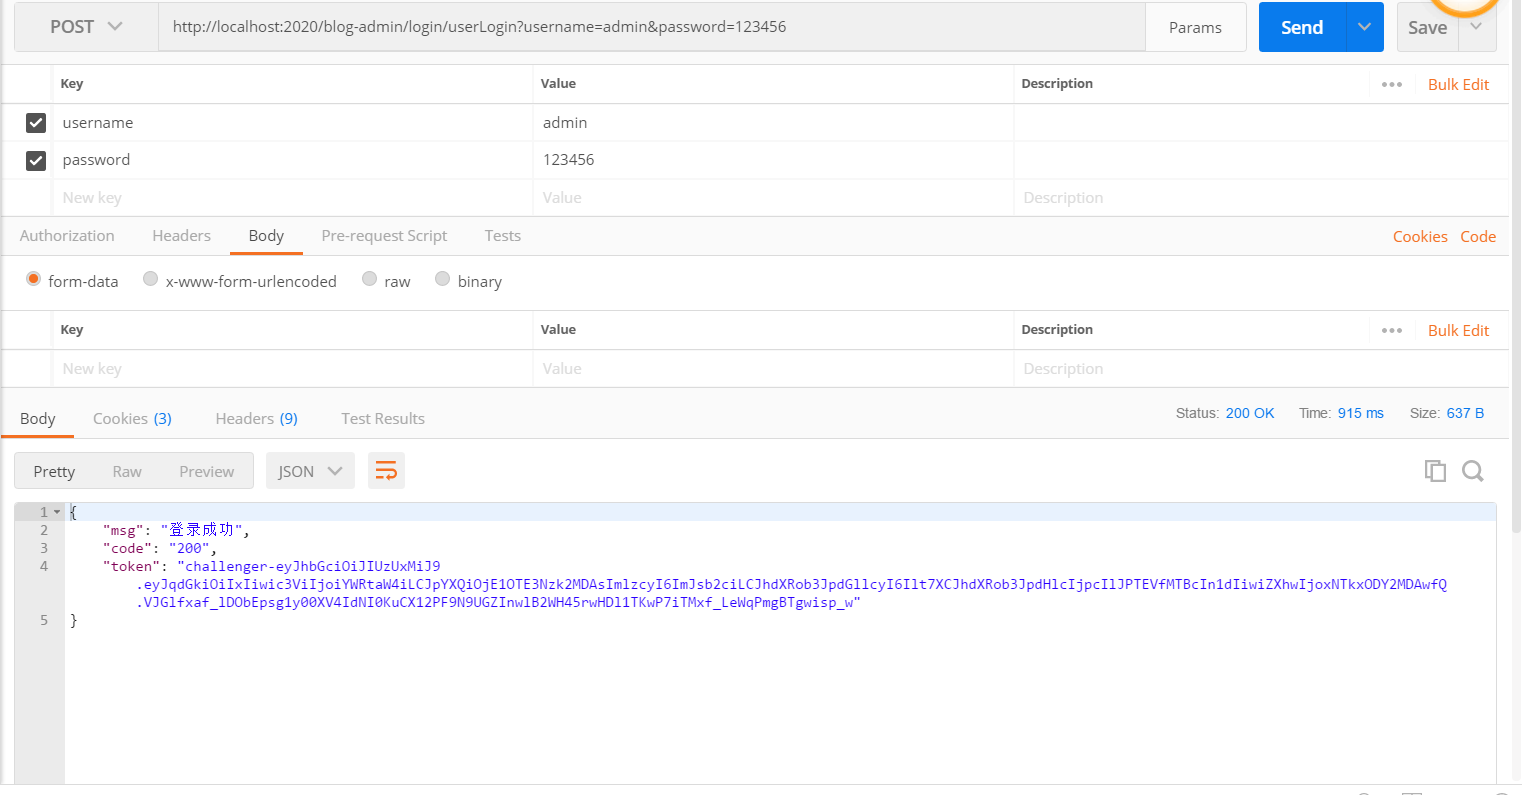 POST http://localhost:2020/blog-admin/login/userLogin?username=admin&password=123456 Params Send Save
Key Value Description ••• Bulk Edit
username admin
password 123456
New key Value Description
Authorization Headers Body Pre-request Script Tests Cookies Code
form-data x-www-form-urlencoded raw binary
Key Value Description ••• Bulk Edit
New key Value Description
Body Cookies (3) Headers (9) Test Results Status: 200 OK Time: 915 ms Size: 637 B
Pretty Raw Preview JSON
1 {
2 "msg": "登录成功",
3 "code": "200",
4 "token": "challenger-eyJhbGciOiJIUzUxMiJ9
.eyJqdGkiOiIxIiwic3ViIjoiYWRtaW4iLCJpYXQiOjE1OTE3Nzk2MDAsImlzcyI6ImJsb2ciLCJhdXRob3JpdGllcyI6Ilt7XCJhdXRob3JpdHlcIjpcIlJPTEVfMTBcIn1dIiwiZXhwIjoxNTkxODY2MDAwfQ
.VJGlfxaf_lDObEpsg1y00XV4IdNI0KuCX12PF9N9UGZInwlB2WH45rwHDl1TKwP7iTMxf_LeWqPmgBTgwisp_w"
5 }